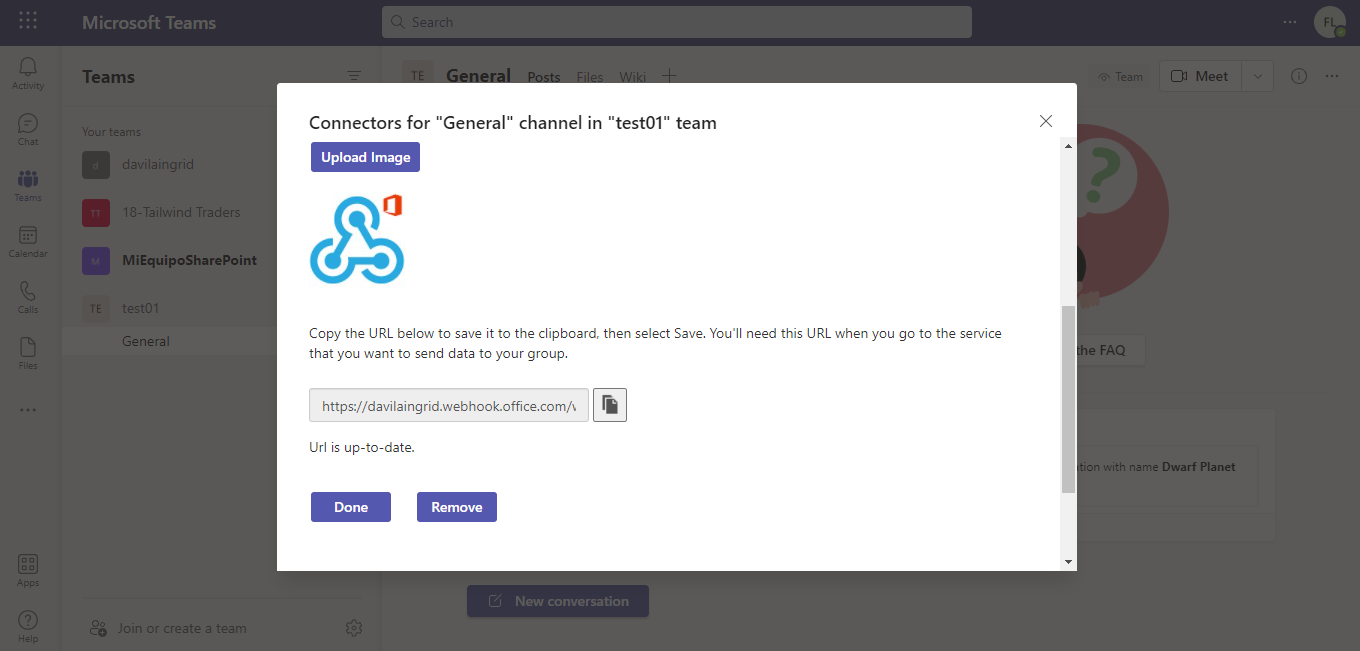 Microsoft Teams
Search
FL
Activity
Chat
Teams
Calendar
Calls
Files
Apps
Help
Teams
Your teams
d
davilaingrid
TT
18-Tailwind Traders
M
MiEquipoSharePoint
TE
test01
General
Join or create a team
TE
General
Posts
Files
Wiki
Team
Meet
Connectors for "General" channel in "test01" team
Upload Image
Copy the URL below to save it to the clipboard, then select Save. You'll need this URL when you go to the service
that you want to send data to your group.
https://davilaingrid.webhook.office.com/
Url is up-to-date.
Done
Remove
?
the FAQ
tion with name Dwarf Planet
New conversation